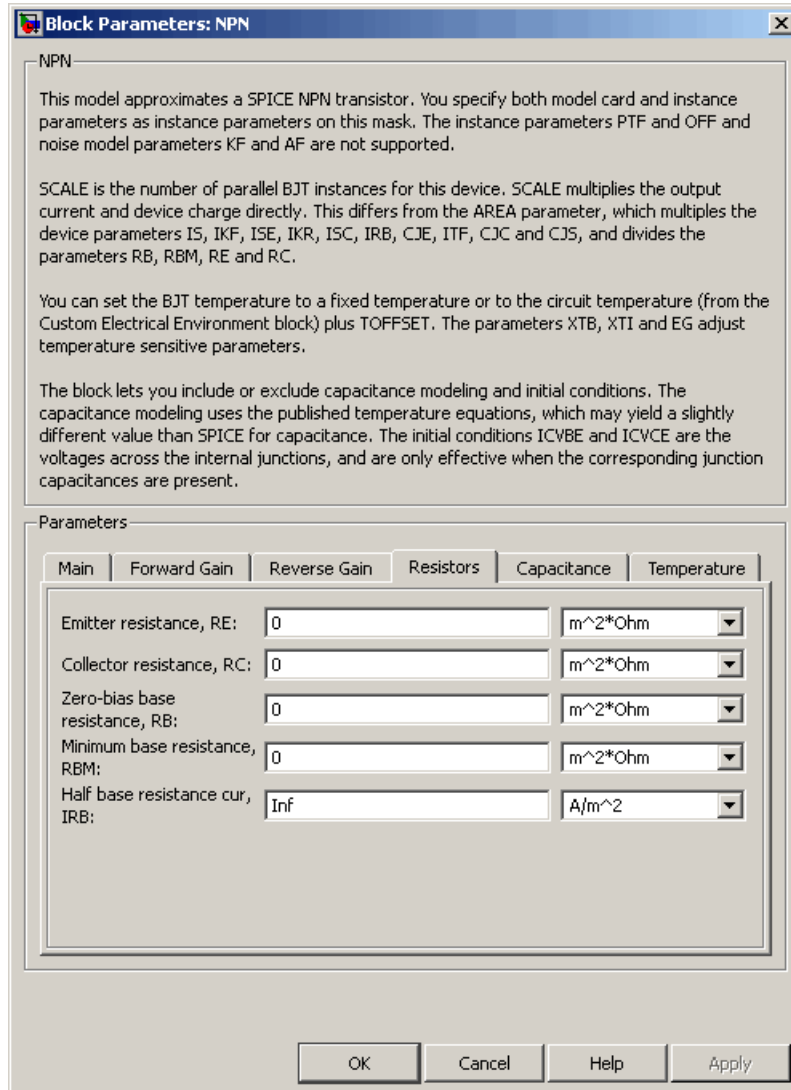 Block Parameters: NPN
NPN
This model approximates a SPICE NPN transistor. You specify both model card and instance
parameters as instance parameters on this mask. The instance parameters PTF and OFF and
noise model parameters KF and AF are not supported.
SCALE is the number of parallel BJT instances for this device. SCALE multiplies the output
current and device charge directly. This differs from the AREA parameter, which multiples the
device parameters IS, IKF, ISE, IKR, ISC, IRB, CJE, ITF, CJC and CJS, and divides the
parameters RB, RBM, RE and RC.
You can set the BJT temperature to a fixed temperature or to the circuit temperature (from the
Custom Electrical Environment block) plus TOFFSET. The parameters XTB, XTI and EG adjust
temperature sensitive parameters.
The block lets you include or exclude capacitance modeling and initial conditions. The
capacitance modeling uses the published temperature equations, which may yield a slightly
different value than SPICE for capacitance. The initial conditions ICVBE and ICVCE are the
voltages across the internal junctions, and are only effective when the corresponding junction
capacitances are present.
Parameters
Main Forward Gain Reverse Gain Resistors Capacitance Temperature
Emitter resistance, RE: 0 m^2*Ohm
Collector resistance, RC: 0 m^2*Ohm
Zero-bias base
resistance, RB: 0 m^2*Ohm
Minimum base resistance,
RBM: 0 m^2*Ohm
Half base resistance cur,
IRB: Inf A/m^2
OK Cancel Help Apply